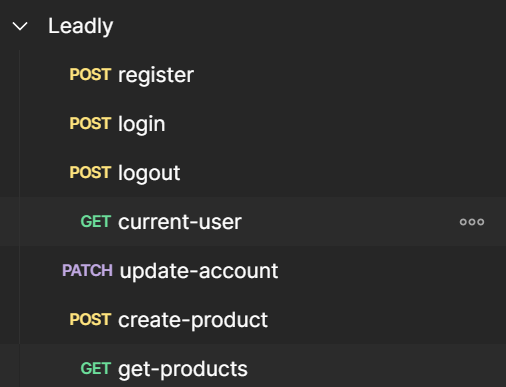 Leadly
POST register
POST login
POST logout
GET current-user
PATCH update-account
POST create-product
GET get-products